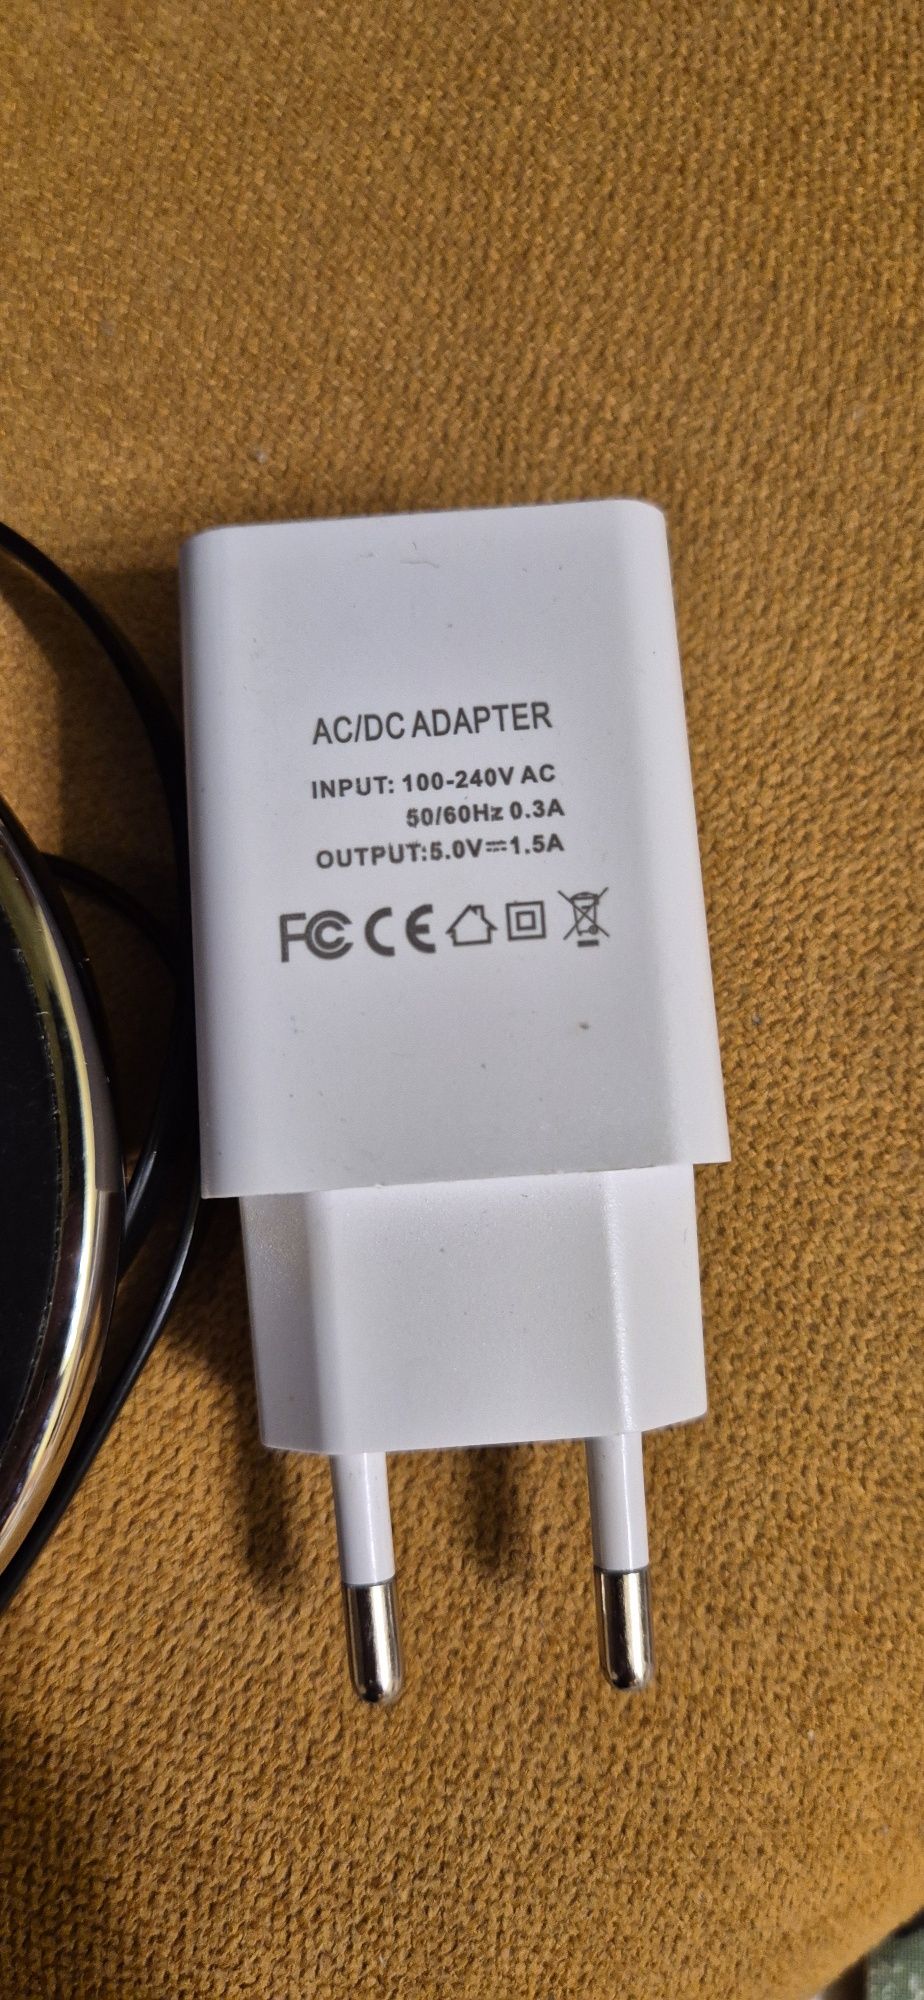 AC/DC ADAPTER
INPUT: 100-240V AC
50/60Hz 0.3A
OUTPUT:5.0V⎓1.5A
FC CE